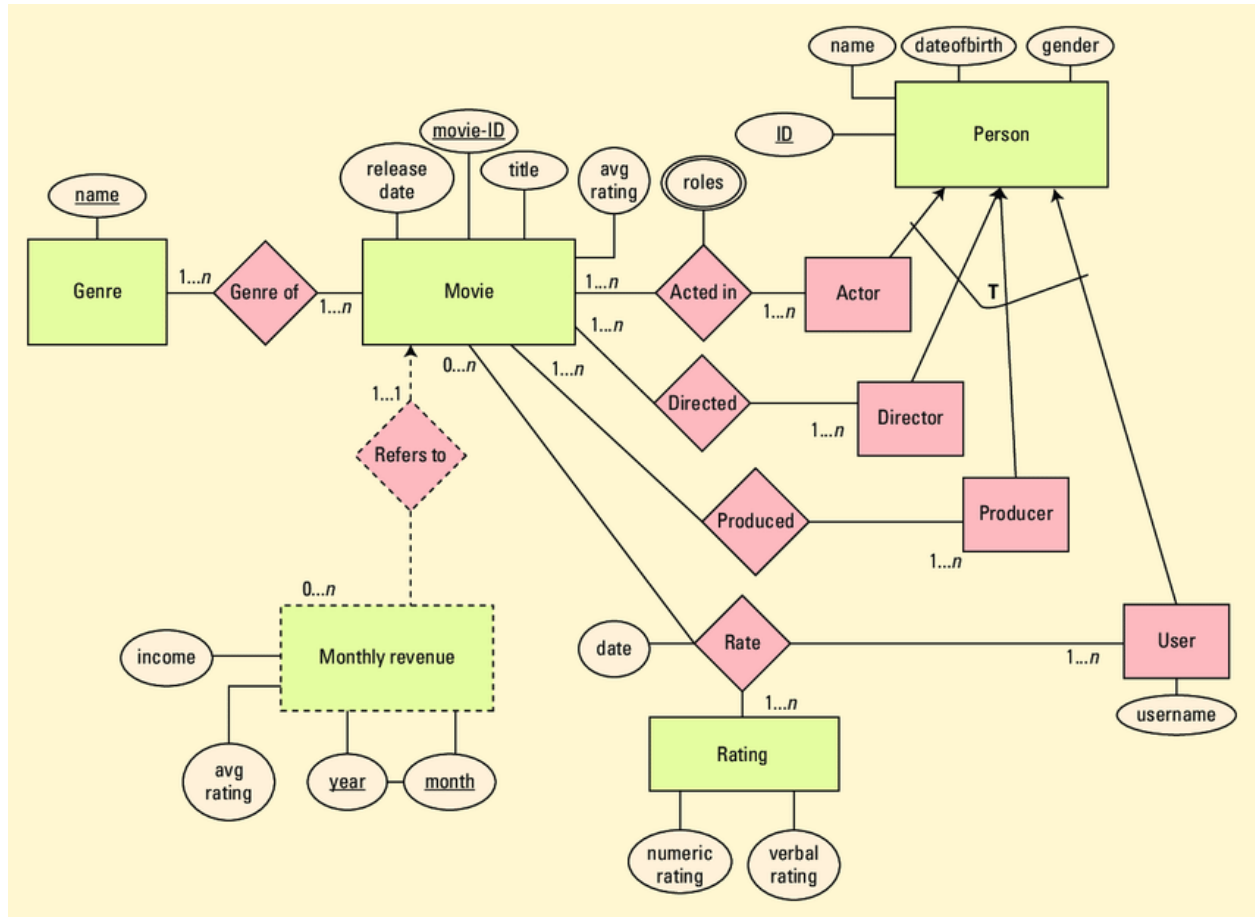 name
dateofbirth
gender
Person
ID
movie-ID
release
date
title
avg
rating
roles
name
Genre
1...n
Genre of
1...n
Movie
1...n
Acted in
1...n
Actor
T
1...n
0...n
1...n
Directed
1...n
Director
1...1
Refers to
Produced
1...n
Producer
0...n
Monthly revenue
income
avg
rating
year
month
date
Rate
1...n
User
username
1...n
Rating
numeric
rating
verbal
rating